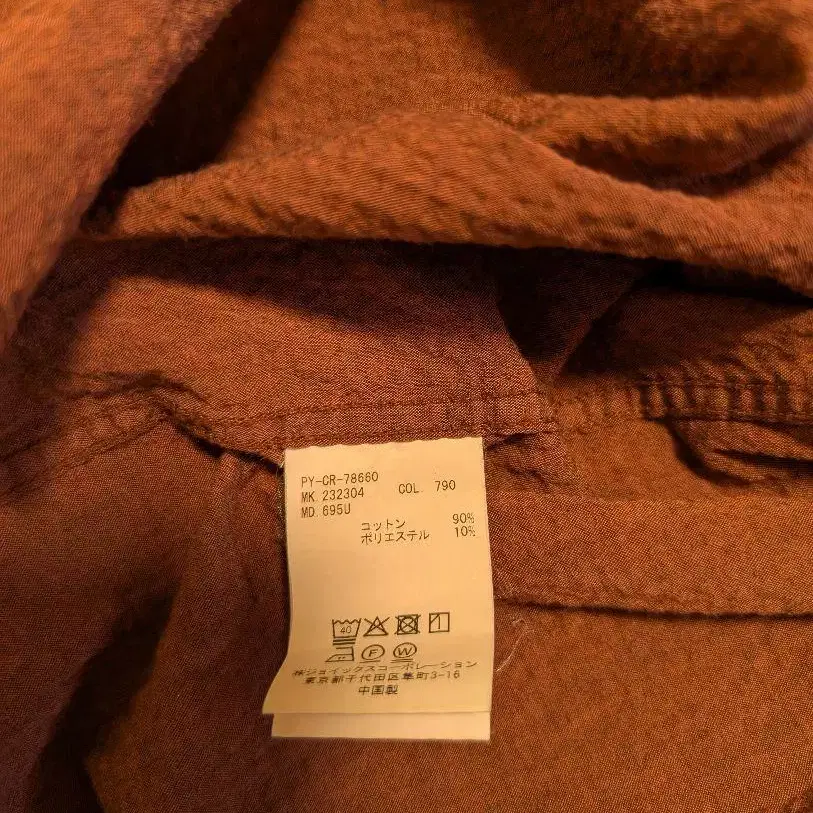 PY-CR-78660
MK. 232304 COL. 790
MD. 695U
コットン 90%
ポリエステル 10%
40
F W
㈱ジョイックスコーポレーション
東京都千代田区隼町3-16
中国製